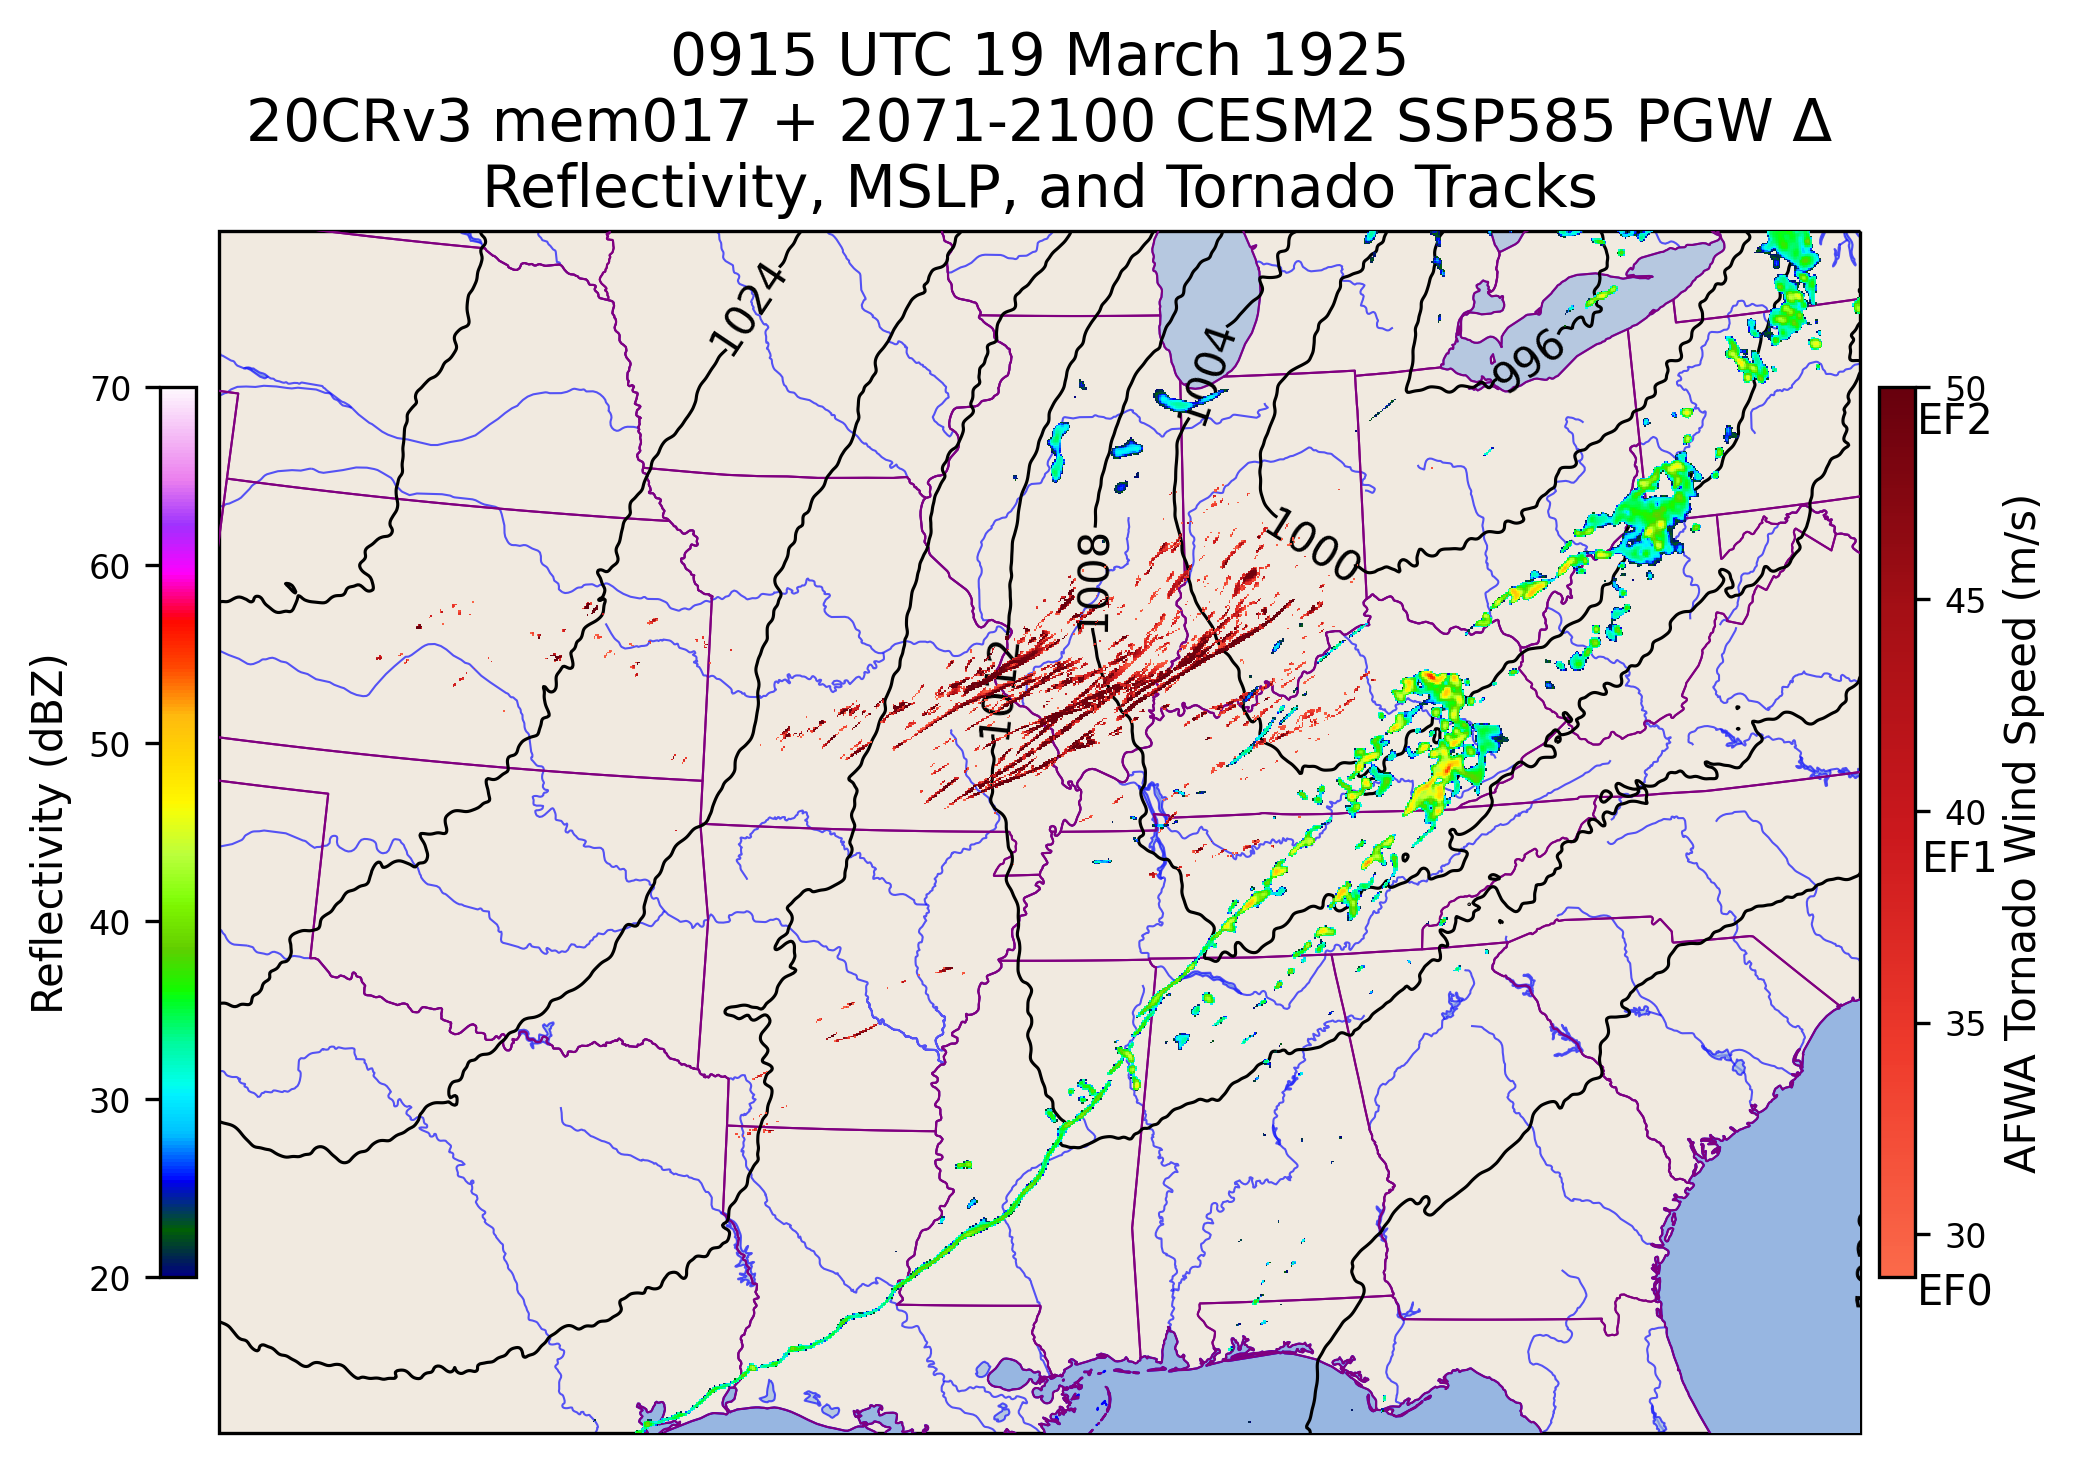 0915 UTC 19 March 1925
20CRv3 mem017 + 2071-2100 CESM2 SSP585 PGW Δ
Reflectivity, MSLP, and Tornado Tracks
Reflectivity (dBZ)
70
60
50
40
30
20
1024
1004
996
1000
1008
1012
50
EF2
45
40
EF1
35
30
EF0
AFWA Tornado Wind Speed (m/s)